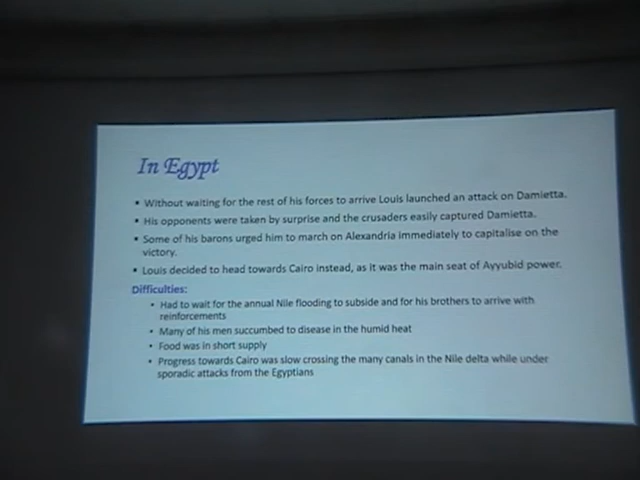 In Egypt
• Without waiting for the rest of his forces to arrive Louis launched an attack on Damietta.
• His opponents were taken by surprise and the crusaders easily captured Damietta.
• Some of his barons urged him to march on Alexandria immediately to capitalise on the
victory.
• Louis decided to head towards Cairo instead, as it was the main seat of Ayyubid power.
Difficulties:
• Had to wait for the annual Nile flooding to subside and for his brothers to arrive with
reinforcements
• Many of his men succumbed to disease in the humid heat
• Food was in short supply
• Progress towards Cairo was slow crossing the many canals in the Nile delta while under
sporadic attacks from the Egyptians